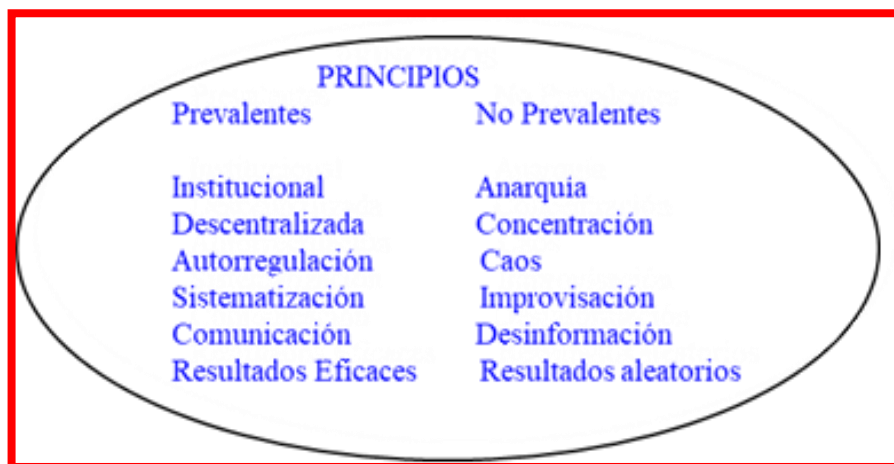 PRINCIPIOS
Prevalentes No Prevalentes
Institucional Anarquía
Descentralizada Concentración
Autorregulación Caos
Sistematización Improvisación
Comunicación Desinformación
Resultados Eficaces Resultados aleatorios